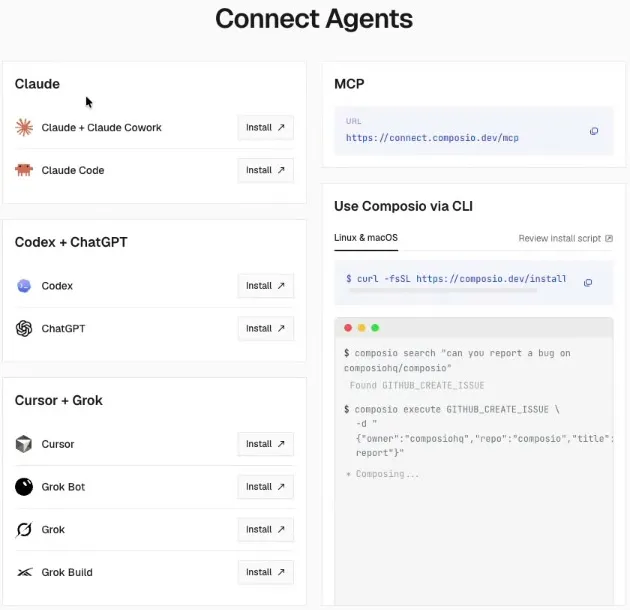 Connect Agents
Claude
Claude + Claude Cowork
Install ↗
Claude Code
Install ↗
Codex + ChatGPT
Codex
Install ↗
ChatGPT
Install ↗
Cursor + Grok
Cursor
Install ↗
Grok Bot
Install ↗
Grok
Install ↗
Grok Build
Install ↗
MCP
URL
https://connect.composio.dev/mcp
Use Composio via CLI
Linux & macOS
Review install script
$ curl -fsSL https://composio.dev/install
$ composio search "can you report a bug on
composiohq/composio"
Found GITHUB_CREATE_ISSUE
$ composio execute GITHUB_CREATE_ISSUE \
-d "
{"owner":"composiohq","repo":"composio","title":
report"}"
* Composing...